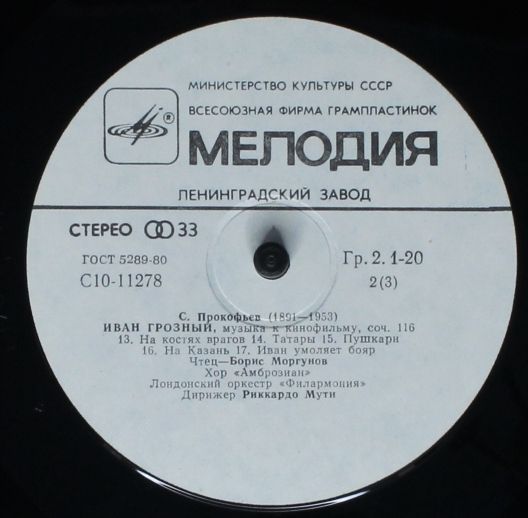 МИНИСТЕРСТВО КУЛЬТУРЫ СССР
ВСЕСОЮЗНАЯ ФИРМА ГРАМПЛАСТИНОК
®
МЕЛОДИЯ
ЛЕНИНГРАДСКИЙ ЗАВОД
СТЕРЕО 33
ГОСТ 5289-80
С10-11278
Гр. 2. 1-20
2(3)
С. Прокофьев (1891—1953)
ИВАН ГРОЗНЫЙ, музыка к кинофильму, соч. 116
13. На костях врагов 14. Татары 15. Пушкари
16. На Казань 17. Иван умоляет бояр
Чтец—Борис Моргунов
Хор «Амброзиан»
Лондонский оркестр «Филармония»
Дирижер Риккардо Мути